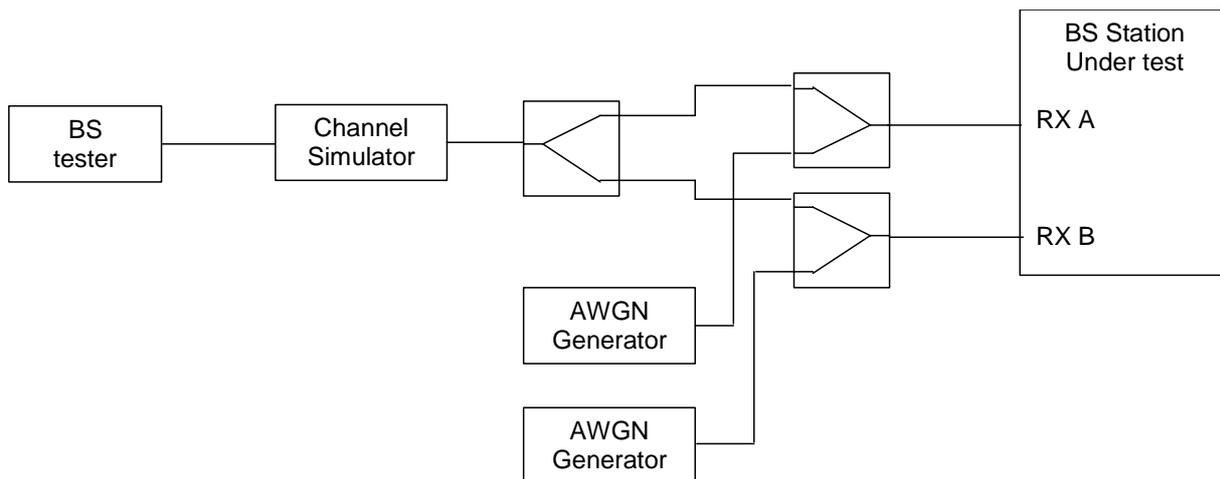 BS
tester
Channel
Simulator
BS Station
Under test
RX A
RX B
AWGN
Generator
AWGN
Generator